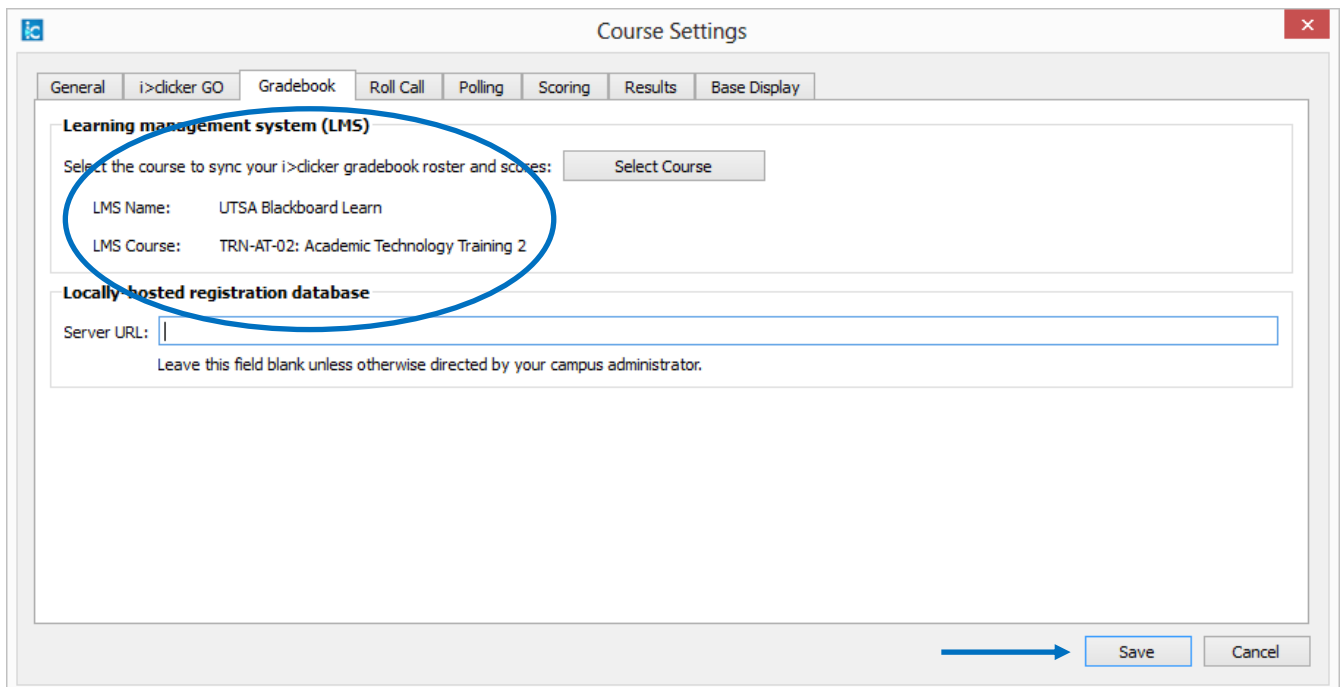 ic
Course Settings
General i>clicker GO Gradebook Roll Call Polling Scoring Results Base Display
Learning management system (LMS)
Select the course to sync your i>clicker gradebook roster and scores: Select Course
LMS Name: UTSA Blackboard Learn
LMS Course: TRN-AT-02: Academic Technology Training 2
Locally-hosted registration database
Server URL:
Leave this field blank unless otherwise directed by your campus administrator.
Save Cancel